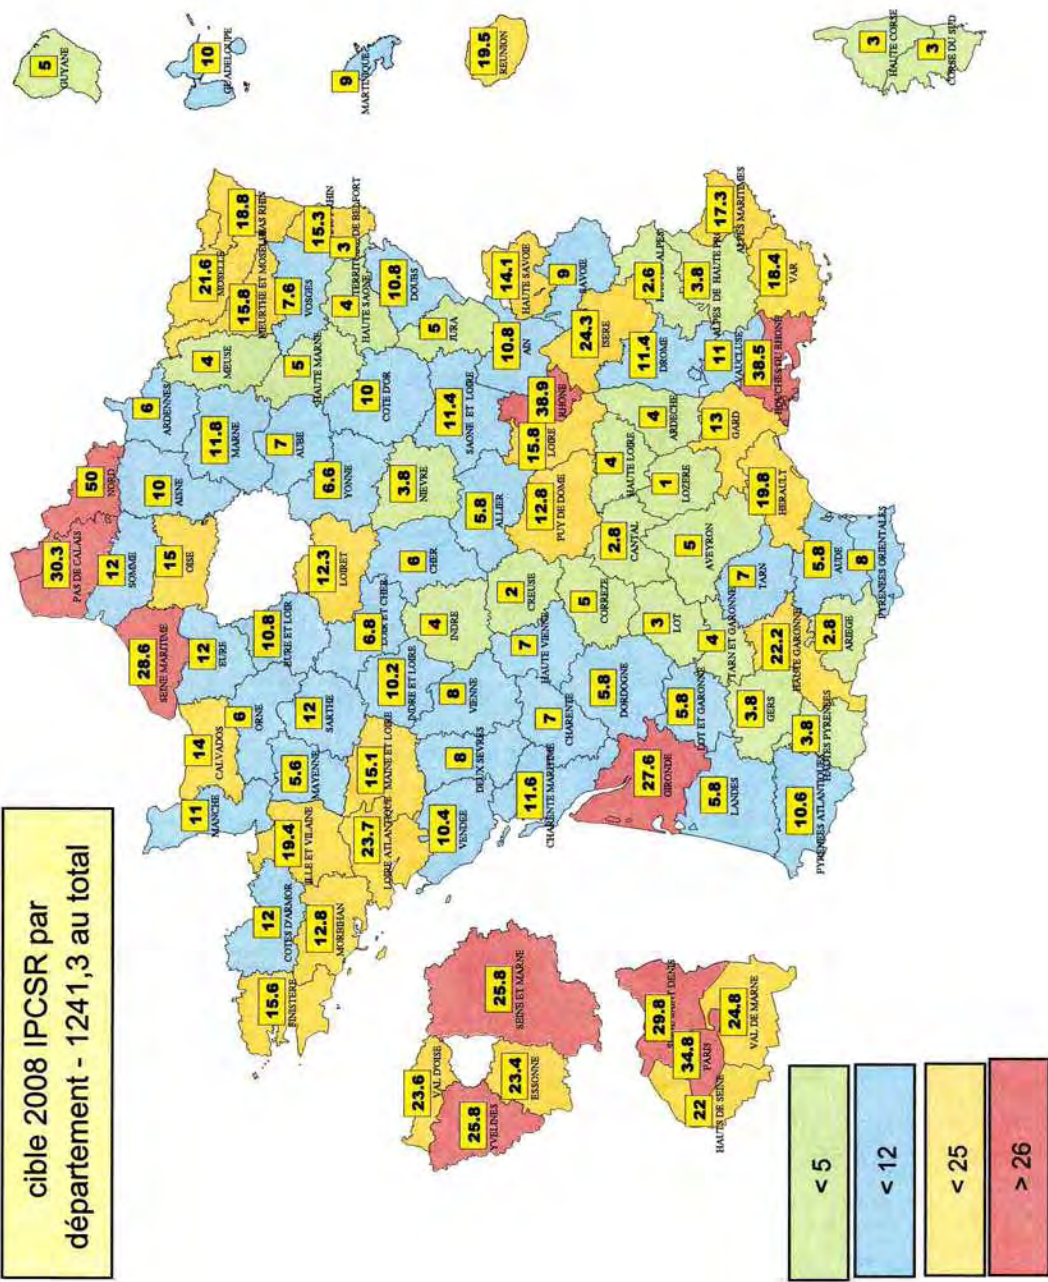 cible 2008 IPCSR par
département - 1241,3 au total
5
GUYANE
10
GUADELOUPE
9
MARTINIQUE
19.5
REUNION
3
HAUTE CORSE
3
CORSE DU SUD
30.3
PAS DE CALAIS
50
NORD
12
SOMME
10
AISNE
6
ARDENNES
28.6
SEINE MARITIME
15
OISE
12
EURE
11
MANCHE
14
CALVADOS
6
ORNE
10.8
EURE ET LOIR
11.8
MARNE
4
MEUSE
21.6
MOSELLE
15.8
MEURTHE ET MOSELLE
18.8
BAS RHIN
15.3
RHIN
7.6
VOSGES
5
HAUTE MARNE
7
AUBE
3
TERRITOIRE DE BELFORT
4
HAUTE SAONE
10.8
DOUBS
5
JURA
10
COTE D'OR
6.6
YONNE
12.3
LOIRET
6.8
LOIR ET CHER
12
SARTHE
5.6
MAYENNE
19.4
ILLE ET VILAINE
12
COTES D'ARMOR
15.6
FINISTERE
12.8
MORBIHAN
23.7
LOIRE ATLANTIQUE
15.1
MAINE ET LOIRE
10.2
INDRE ET LOIRE
4
INDRE
6
CHER
3.8
NIEVRE
11.4
SAONE ET LOIRE
10.8
AIN
14.1
HAUTE SAVOIE
9
SAVOIE
38.9
RHONE
15.8
LOIRE
5.8
ALLIER
12.8
PUY DE DOME
2
CREUSE
7
HAUTE VIENNE
8
VIENNE
8
DEUX SEVRES
10.4
VENDEE
11.6
CHARENTE MARITIME
7
CHARENTE
5.8
DORDOGNE
5
CORREZE
2.8
CANTAL
4
HAUTE LOIRE
4
ARDECHE
24.3
ISERE
11.4
DROME
2.6
ALPES
3.8
ALPES DE HAUTE PRO
17.3
ALPES MARITIMES
18.4
VAR
11
VAUCLUSE
38.5
BOUCHES DU RHONE
13
GARD
1
LOZERE
5
AVEYRON
3
LOT
4
TARN ET GARONNE
5.8
LOT ET GARONNE
27.6
GIRONDE
5.8
LANDES
10.6
PYRENEES ATLANTIQUES
3.8
HAUTES PYRENEES
3.8
GERS
22.2
HAUTE GARONNE
7
TARN
19.8
HERAULT
5.8
AUDE
2.8
ARIEGE
8
PYRENEES ORIENTALES
23.6
VAL D'OISE
25.8
YVELINES
23.4
ESSONNE
25.8
SEINE ET MARNE
29.8
DENIS
34.8
PARIS
22
HAUTS DE SEINE
24.8
VAL DE MARNE
< 5
< 12
< 25
> 26